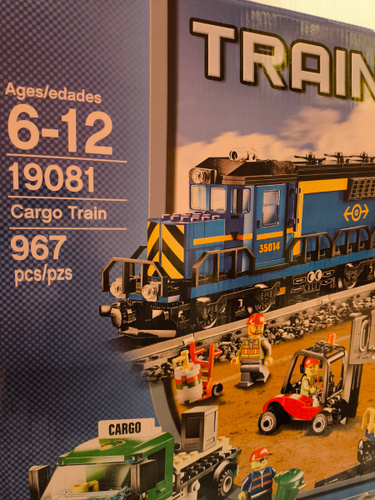 TRAIN
Ages/edades
6-12
19081
Cargo Train
967
pcs/pzs
35014
CARGO